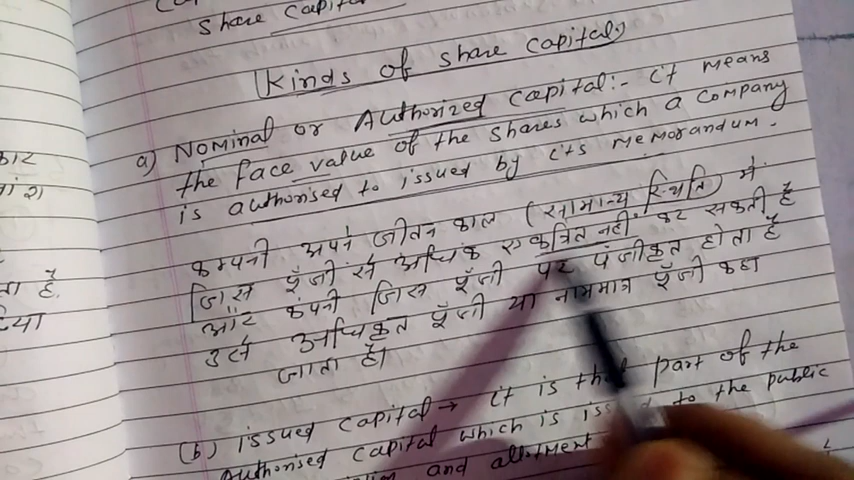 share capital
Kinds of share capital:
a) Nominal or Authorized capital:- it means
the face value of the shares which a company
is authorised to issued by its memorandum.
कम्पनी अपने जीवन काल (सामान्य स्थिति) में
जिस पूँजी से अधिक एकत्रित नहीं कर सकती है
और कंपनी जिस पूँजी पर पंजीकृत होता है
उसे अधिकृत पूँजी या नाममात्र पूँजी कहा
जाता है।
(b) issued capital → it is that part of the
Authorised capital which is issued to the public
and allotment